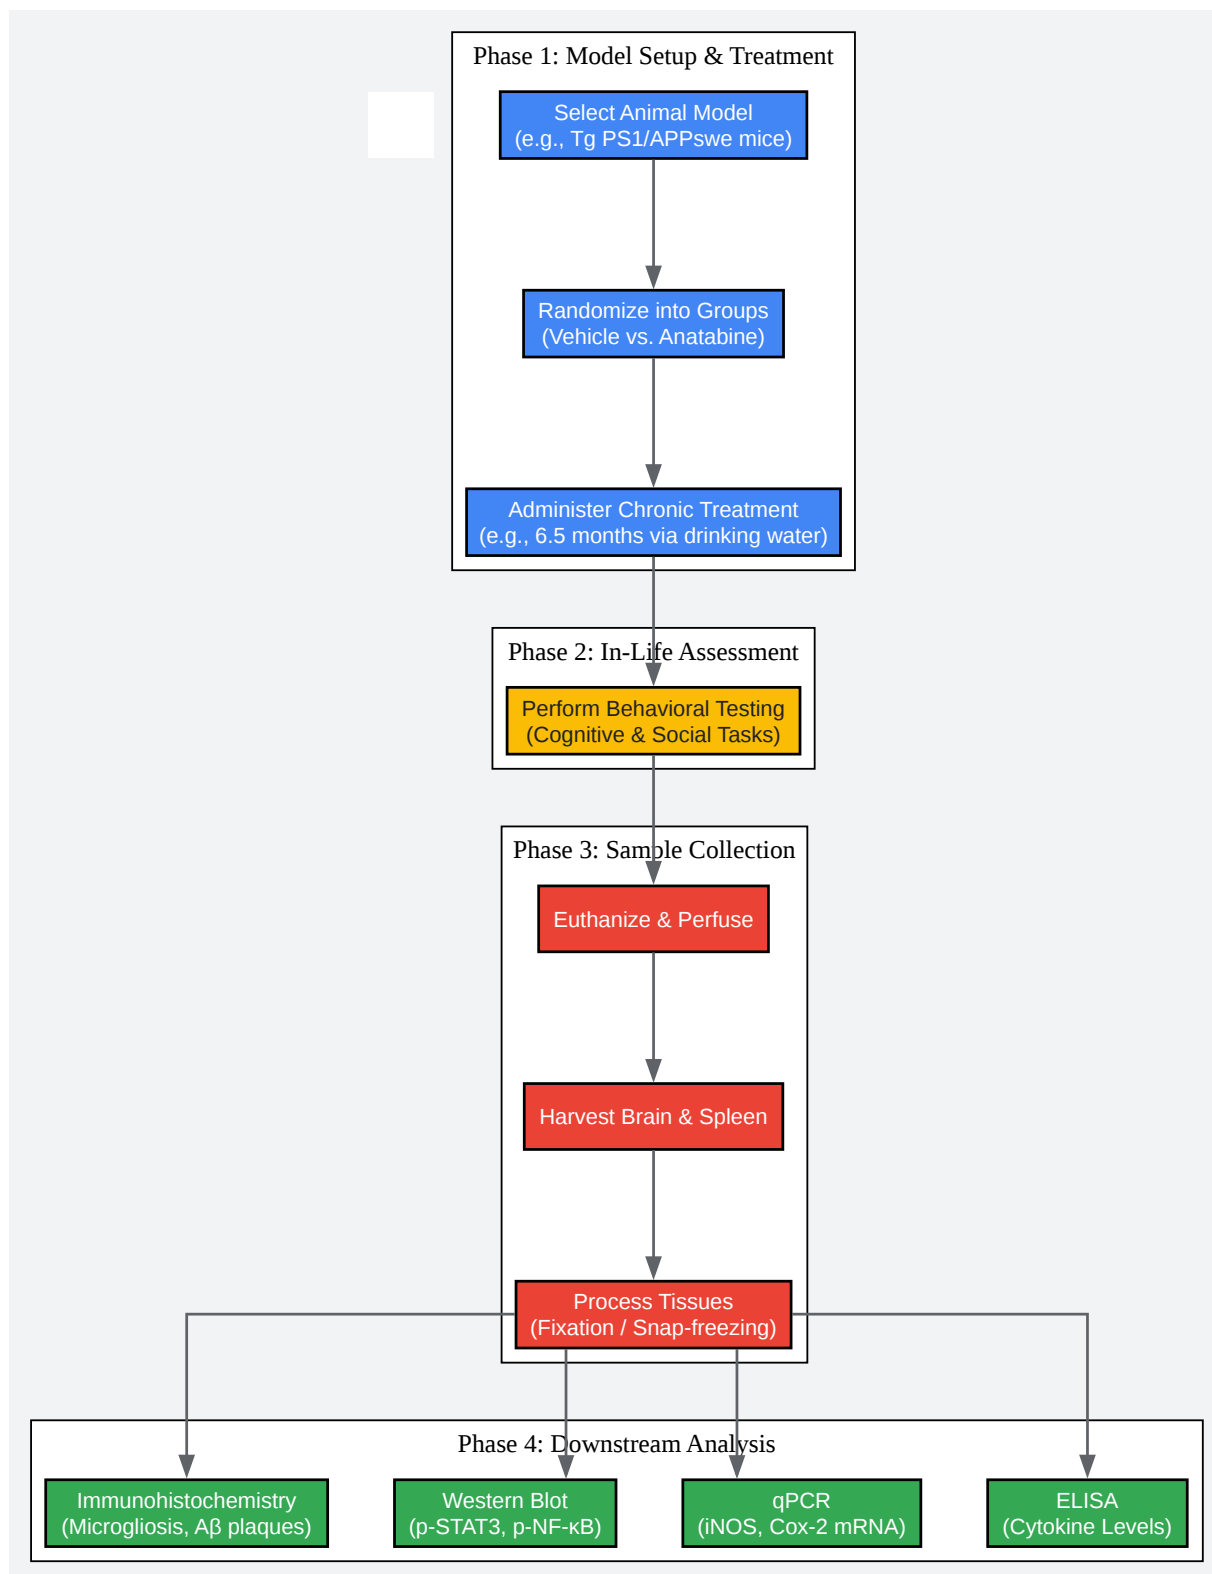 Phase 1: Model Setup & Treatment
Select Animal Model
(e.g., Tg PS1/APPswe mice)
Randomize into Groups
(Vehicle vs. Anatabine)
Administer Chronic Treatment
(e.g., 6.5 months via drinking water)
Phase 2: In-Life Assessment
Perform Behavioral Testing
(Cognitive & Social Tasks)
Phase 3: Sample Collection
Euthanize & Perfuse
Harvest Brain & Spleen
Process Tissues
(Fixation / Snap-freezing)
Phase 4: Downstream Analysis
Immunohistochemistry
(Microgliosis, Aβ plaques)
Western Blot
(p-STAT3, p-NF-κB)
qPCR
(iNOS, Cox-2 mRNA)
ELISA
(Cytokine Levels)